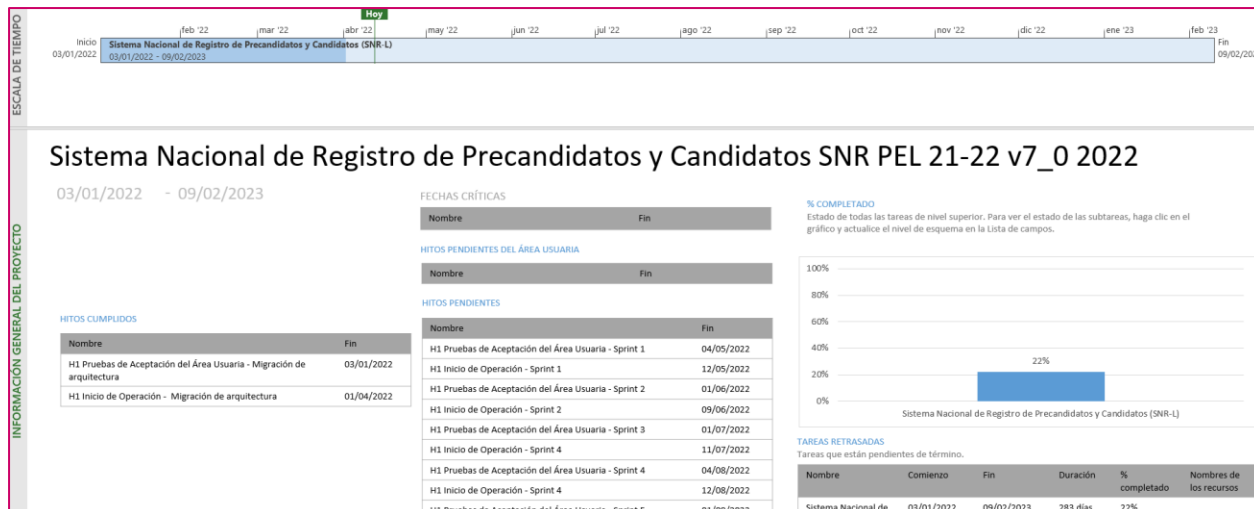 ESCALA DE TIEMPO
Hoy
feb '22 mar '22 abr '22 may '22 jun '22 jul '22 ago '22 sep '22 oct '22 nov '22 dic '22 ene '23 feb '23
Inicio
03/01/2022
Sistema Nacional de Registro de Precandidatos y Candidatos (SNR-L)
03/01/2022 - 09/02/2023
Fin
INFORMACIÓN GENERAL DEL PROYECTO
Sistema Nacional de Registro de Precandidatos y Candidatos SNR PEL 21-22 v7_0 2022
03/01/2022 - 09/02/2023
HITOS CUMPLIDOS
Nombre Fin
H1 Pruebas de Aceptación del Área Usuaria - Migración de 03/01/2022
arquitectura
H1 Inicio de Operación - Migración de arquitectura 01/04/2022
FECHAS CRÍTICAS
Nombre Fin
HITOS PENDIENTES DEL ÁREA USUARIA
Nombre Fin
HITOS PENDIENTES
Nombre Fin
H1 Pruebas de Aceptación del Área Usuaria - Sprint 1 04/05/2022
H1 Inicio de Operación - Sprint 1 12/05/2022
H1 Pruebas de Aceptación del Área Usuaria - Sprint 2 01/06/2022
H1 Inicio de Operación - Sprint 2 09/06/2022
H1 Pruebas de Aceptación del Área Usuaria - Sprint 3 01/07/2022
H1 Inicio de Operación - Sprint 4 11/07/2022
H1 Pruebas de Aceptación del Área Usuaria - Sprint 4 04/08/2022
H1 Inicio de Operación - Sprint 4 12/08/2022
% COMPLETADO
Estado de todas las tareas de nivel superior. Para ver el estado de las subtareas, haga clic en el
gráfico y actualice el nivel de esquema en la Lista de campos.
100%
80%
60%
40%
22%
20%
0%
Sistema Nacional de Registro de Precandidatos y Candidatos (SNR-L)
TAREAS RETRASADAS
Tareas que están pendientes de término.
Nombre Comienzo Fin Duración % Nombres de
completado los recursos
Sistema Nacional de 03/01/2022 09/02/2023 283 días 22%